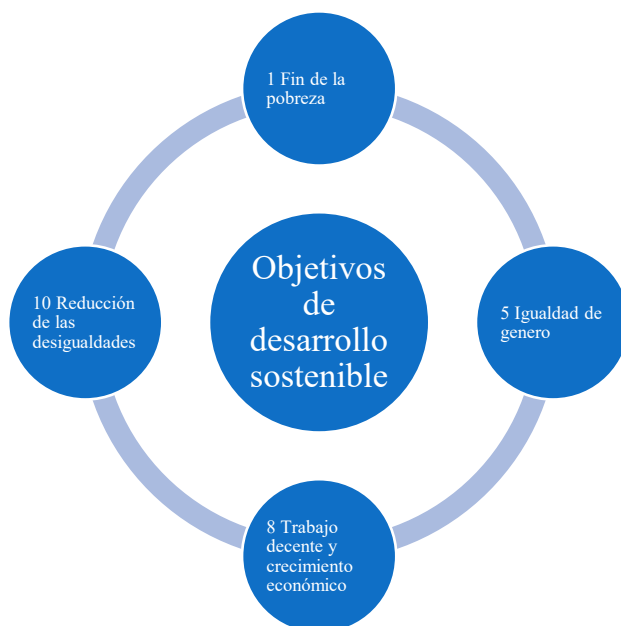 1 Fin de la
pobreza
Objetivos
de
desarrollo
sostenible
10 Reducción
de las
desigualdades
5 Igualdad de
genero
8 Trabajo
decente y
crecimiento
económico